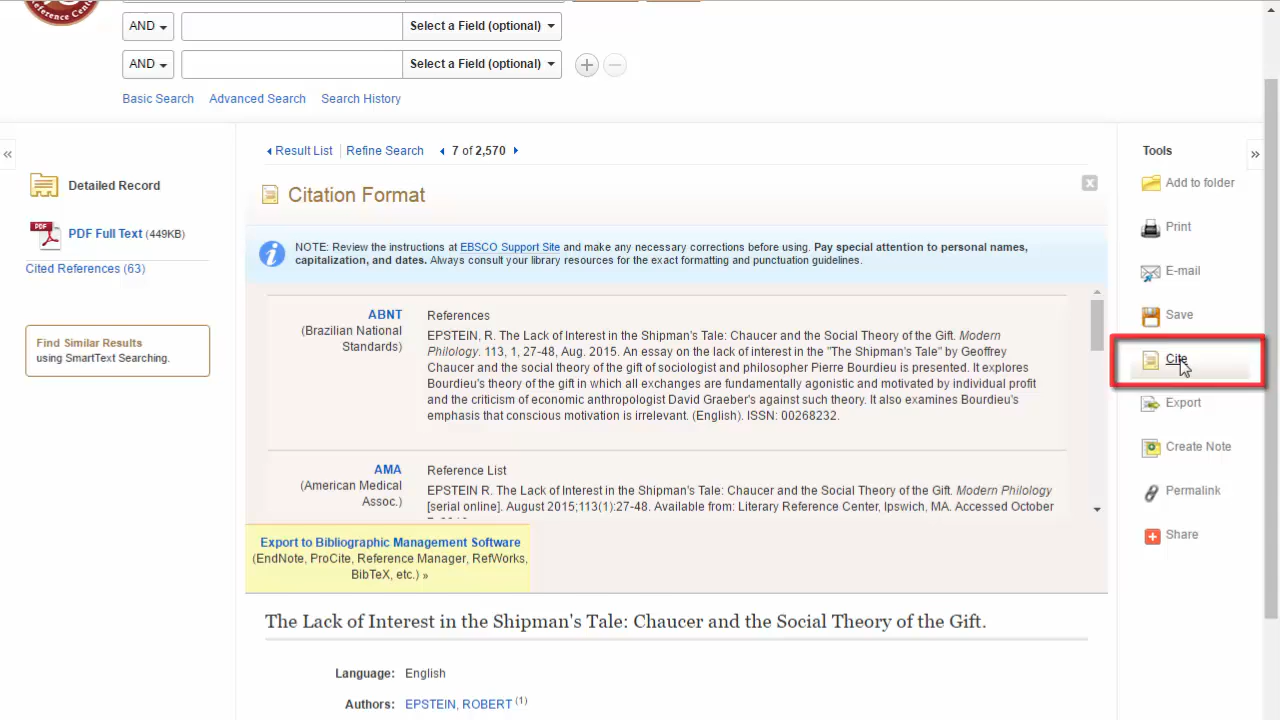 Reference Center
AND
Select a Field (optional)
AND
Select a Field (optional)
Basic Search Advanced Search Search History
«
Detailed Record
PDF PDF Full Text (449KB)
Cited References (63)
Find Similar Results
using SmartText Searching.
Result List Refine Search 7 of 2,570
Citation Format
NOTE: Review the instructions at EBSCO Support Site and make any necessary corrections before using. Pay special attention to personal names,
capitalization, and dates. Always consult your library resources for the exact formatting and punctuation guidelines.
ABNT
(Brazilian National
Standards)
References
EPSTEIN, R. The Lack of Interest in the Shipman's Tale: Chaucer and the Social Theory of the Gift. Modern
Philology. 113, 1, 27-48, Aug. 2015. An essay on the lack of interest in the "The Shipman's Tale" by Geoffrey
Chaucer and the social theory of the gift of sociologist and philosopher Pierre Bourdieu is presented. It explores
Bourdieu's theory of the gift in which all exchanges are fundamentally agonistic and motivated by individual profit
and the criticism of economic anthropologist David Graeber's against such theory. It also examines Bourdieu's
emphasis that conscious motivation is irrelevant. (English). ISSN: 00268232.
AMA
(American Medical
Assoc.)
Reference List
EPSTEIN R. The Lack of Interest in the Shipman's Tale: Chaucer and the Social Theory of the Gift. Modern Philology
[serial online]. August 2015;113(1):27-48. Available from: Literary Reference Center, Ipswich, MA. Accessed October
Export to Bibliographic Management Software
(EndNote, ProCite, Reference Manager, RefWorks,
BibTeX, etc.) »
The Lack of Interest in the Shipman's Tale: Chaucer and the Social Theory of the Gift.
Language: English
Authors: EPSTEIN, ROBERT (1)
Tools
»
Add to folder
Print
E-mail
Save
Cite
Export
Create Note
Permalink
Share